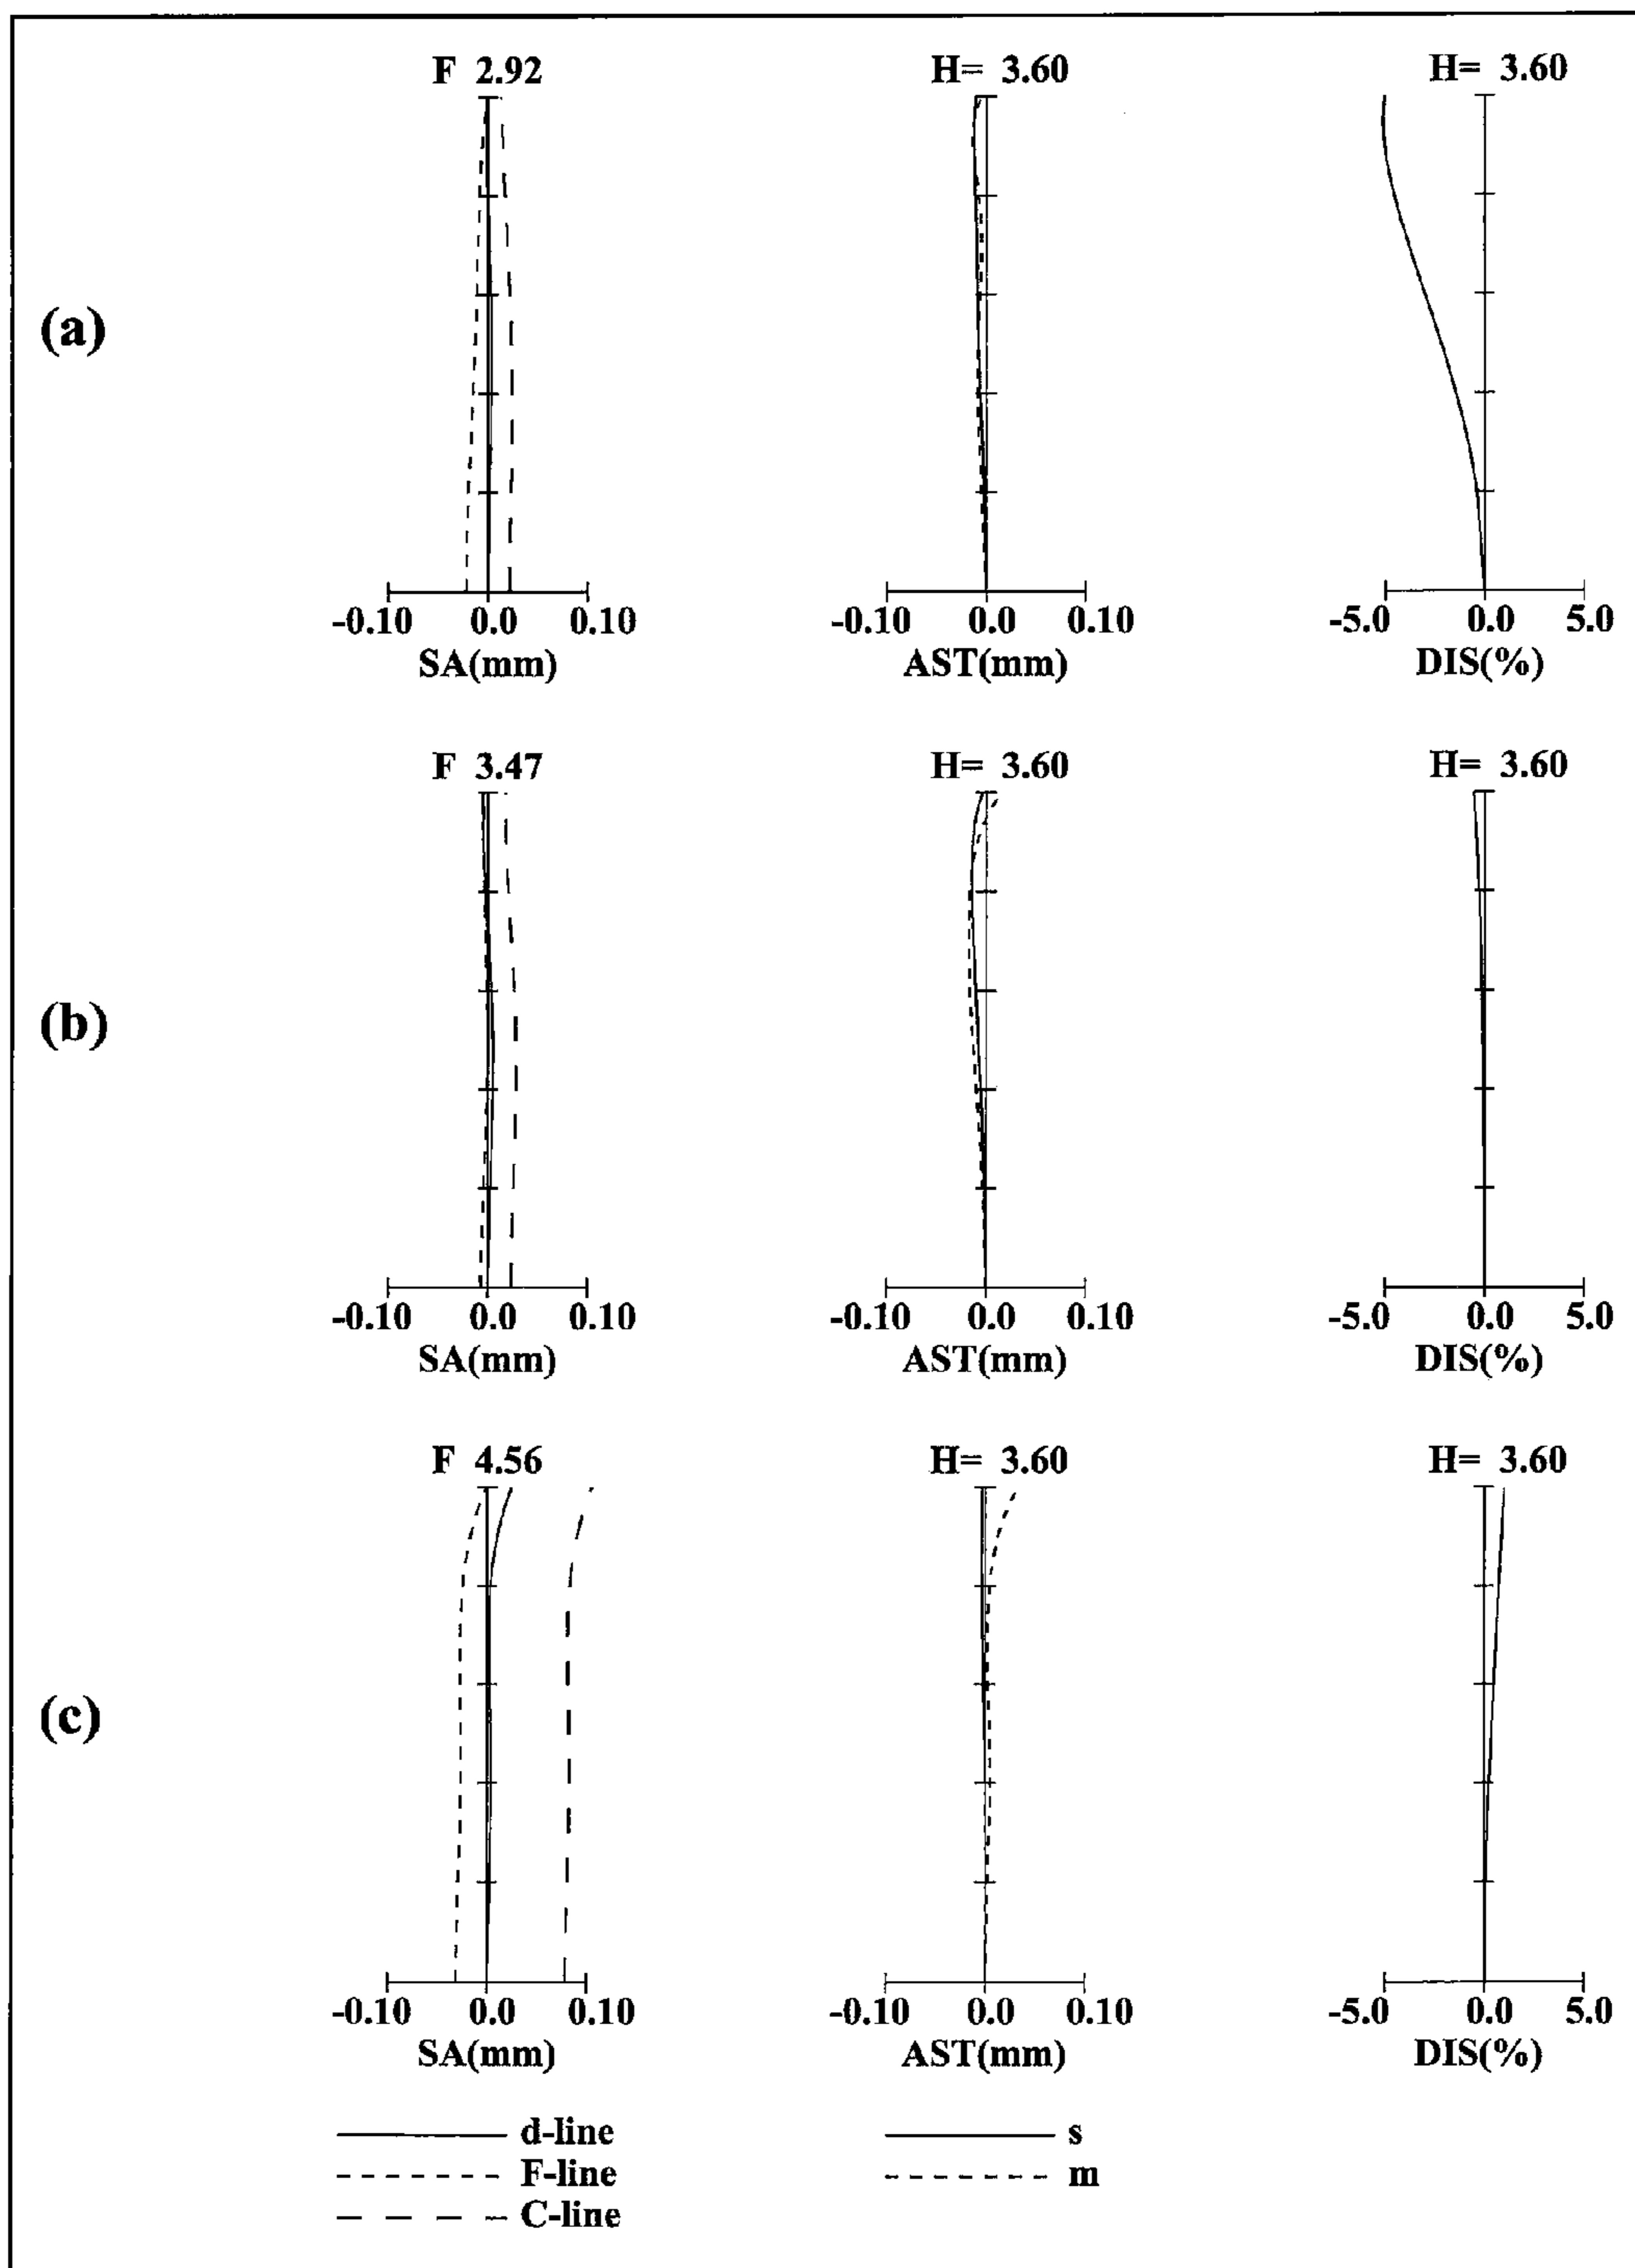 F 2.92 H= 3.60 H= 3.60
(a)
-0.10 0.0 0.10 -0.10 0.0 0.10 -5.0 0.0 5.0
SA(mm) AST(mm) DIS(%)
F 3.47 H= 3.60 H= 3.60
(b)
-0.10 0.0 0.10 -0.10 0.0 0.10 -5.0 0.0 5.0
SA(mm) AST(mm) DIS(%)
F 4.56 H= 3.60 H= 3.60
(c)
-0.10 0.0 0.10 -0.10 0.0 0.10 -5.0 0.0 5.0
SA(mm) AST(mm) DIS(%)
d-line s
F-line m
C-line